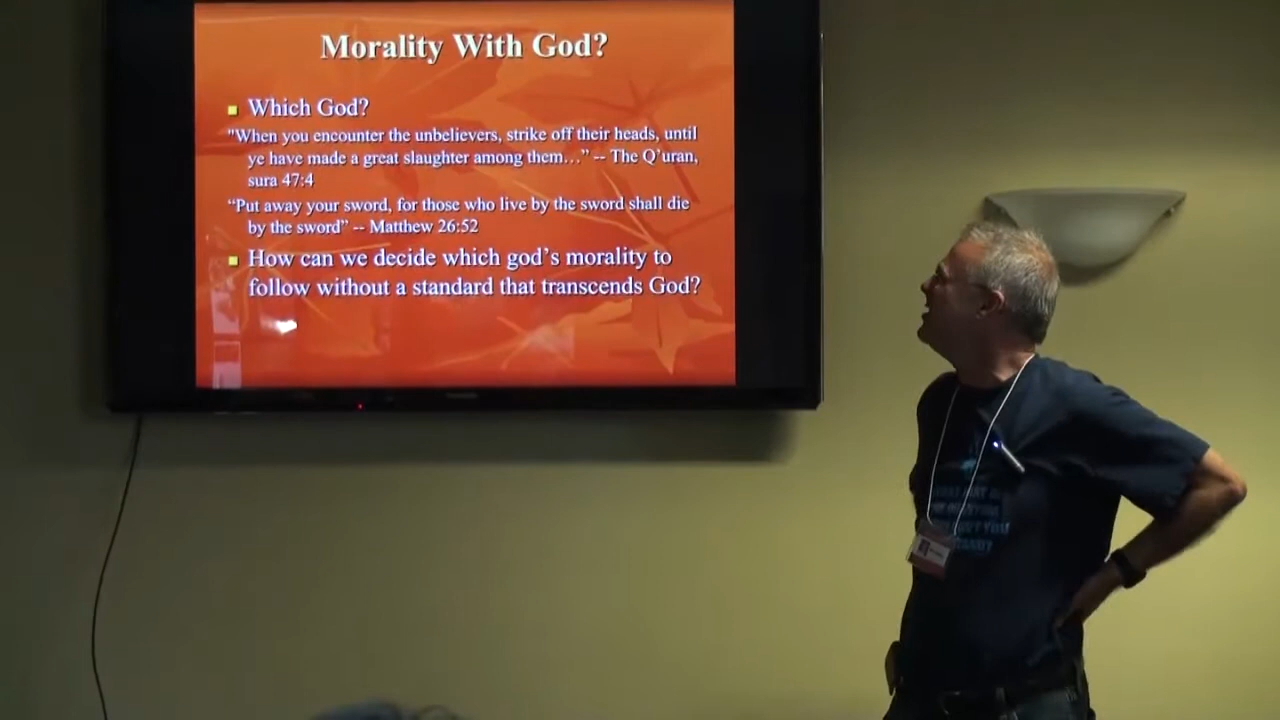 Morality With God?
Which God?
"When you encounter the unbelievers, strike off their heads, until
ye have made a great slaughter among them…” -- The Q’uran,
sura 47:4
“Put away your sword, for those who live by the sword shall die
by the sword” -- Matthew 26:52
How can we decide which god’s morality to
follow without a standard that transcends God?
YOU